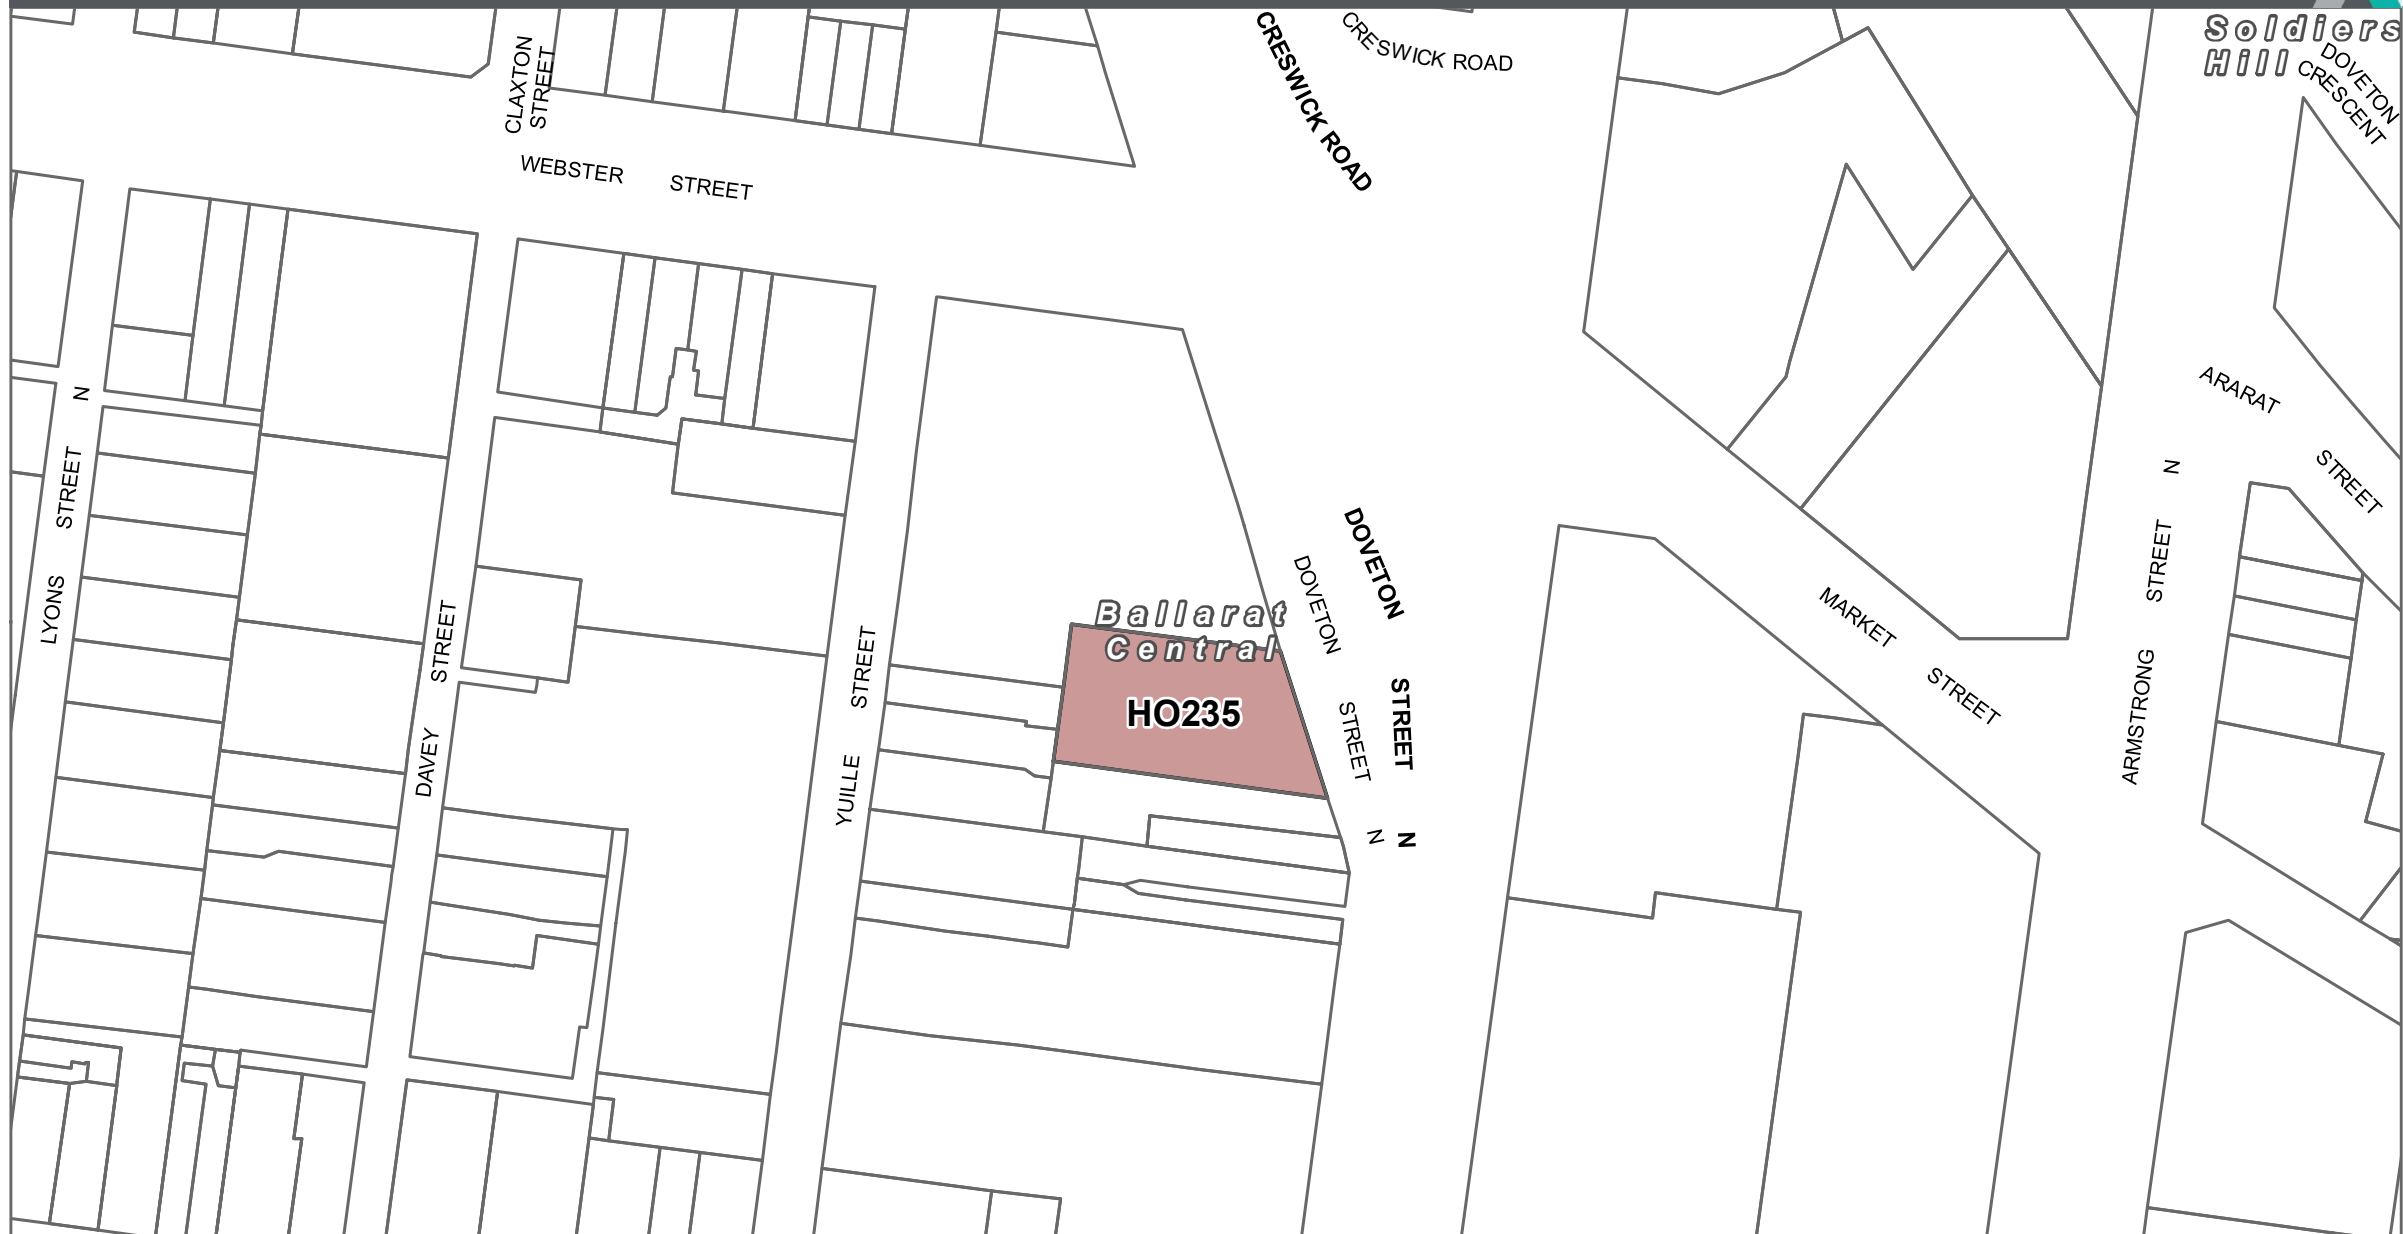 Soldiers
Hill
DOVETON
CRESCENT
CLAXTON
STREET
CRESWICK ROAD
CRESWICK ROAD
WEBSTER STREET
LYONS STREET N
DAVEY STREET
YUILLE STREET
Ballarat
Central
HO235
DOVETON STREET N
DOVETON STREET N
MARKET STREET
ARMSTRONG STREET N
ARARAT STREET